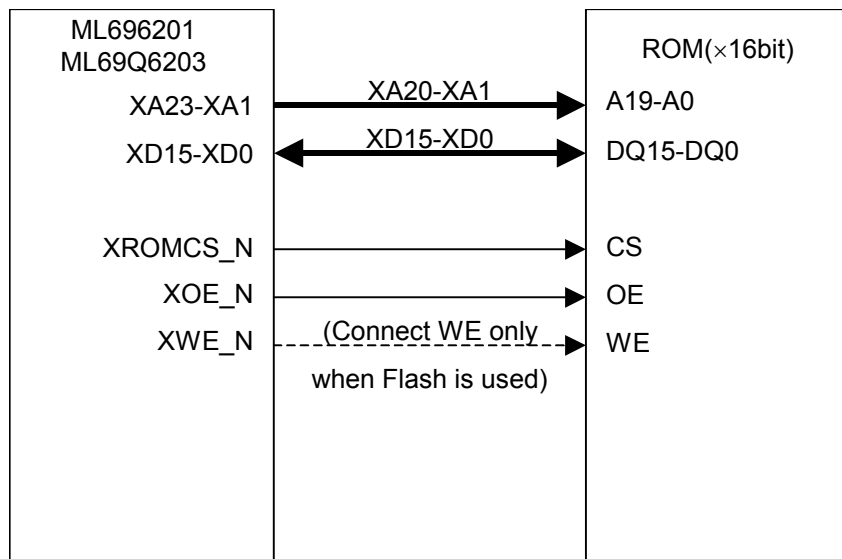 ML696201
ML69Q6203
ROM(×16bit)
XA23-XA1
XA20-XA1
A19-A0
XD15-XD0
XD15-XD0
DQ15-DQ0
XROMCS_N
CS
XOE_N
OE
XWE_N
(Connect WE only
WE
when Flash is used)